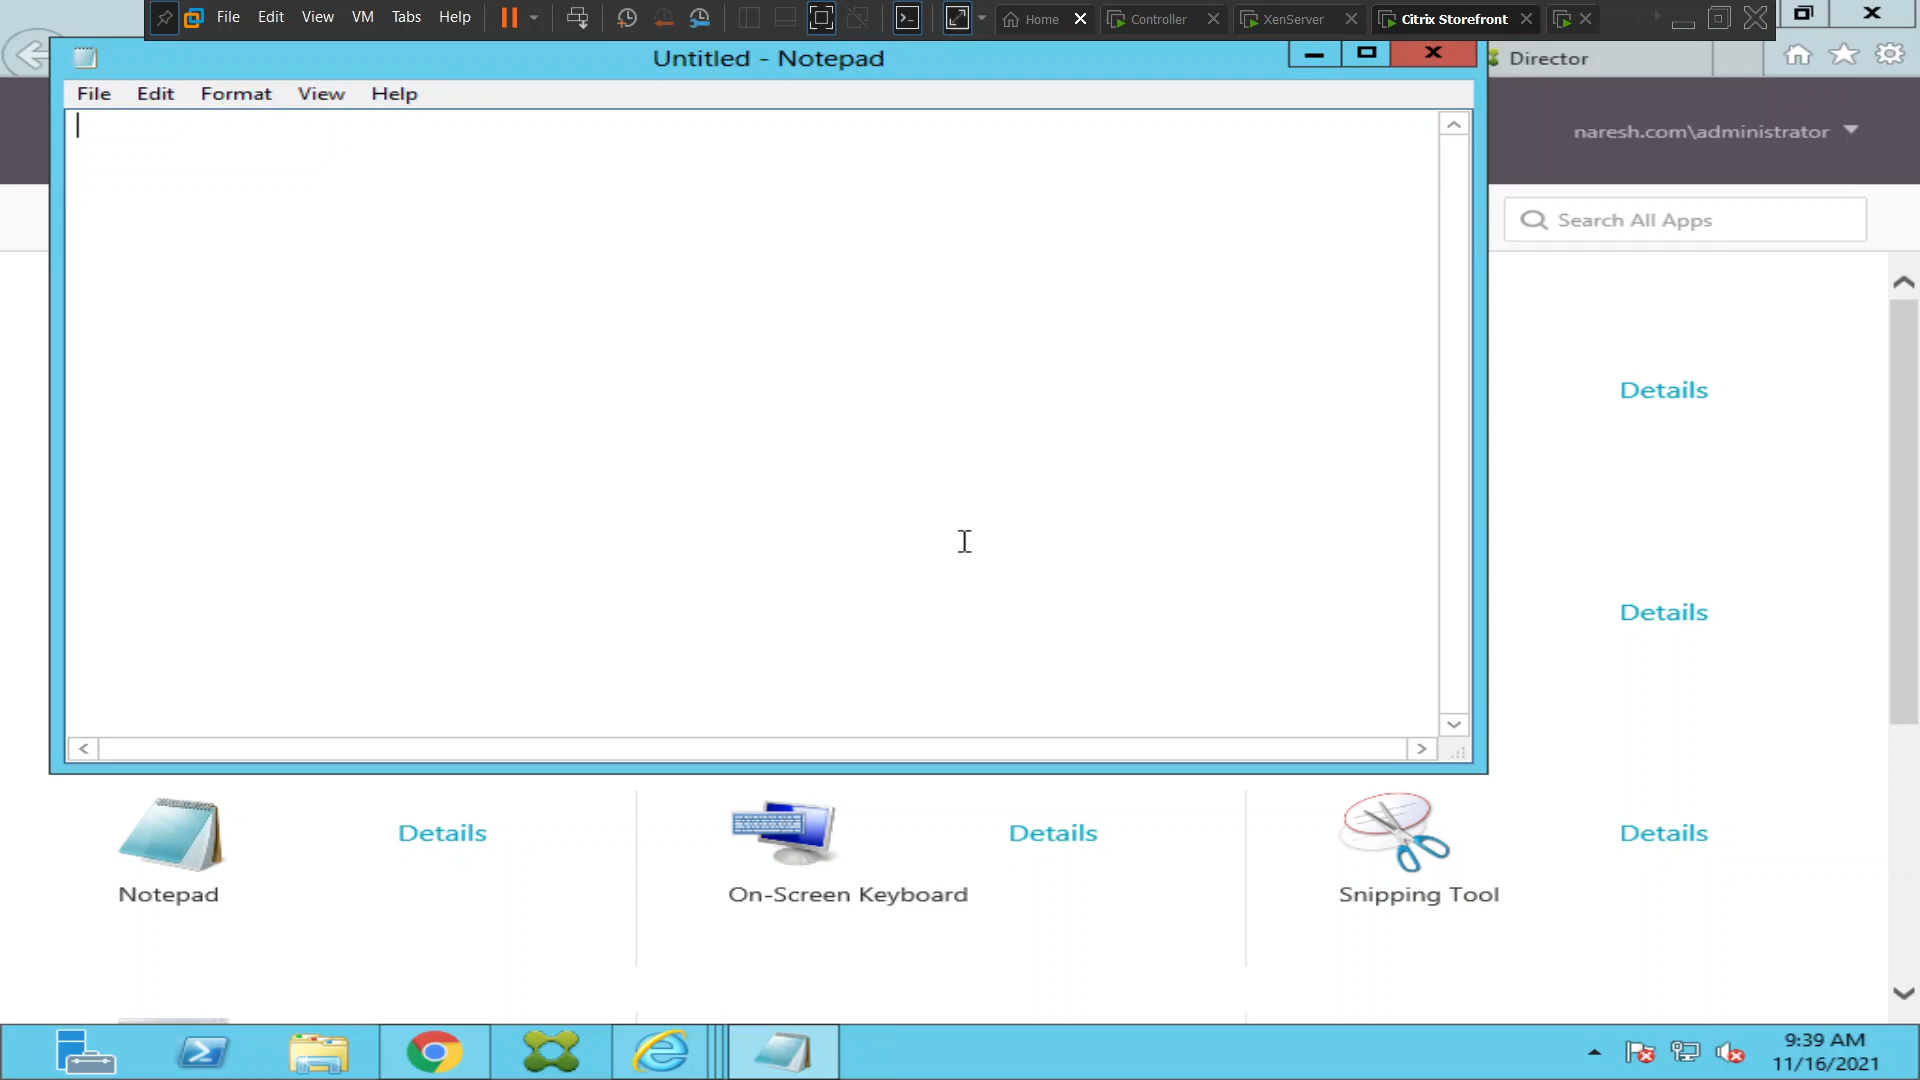 File Edit View VM Tabs Help
Home Controller XenServer Citrix Storefront
Untitled - Notepad
Director
File Edit Format View Help
naresh.com\administrator
Search All Apps
Details
Details
Details Details Details
Notepad On-Screen Keyboard Snipping Tool
9:39 AM
11/16/2021